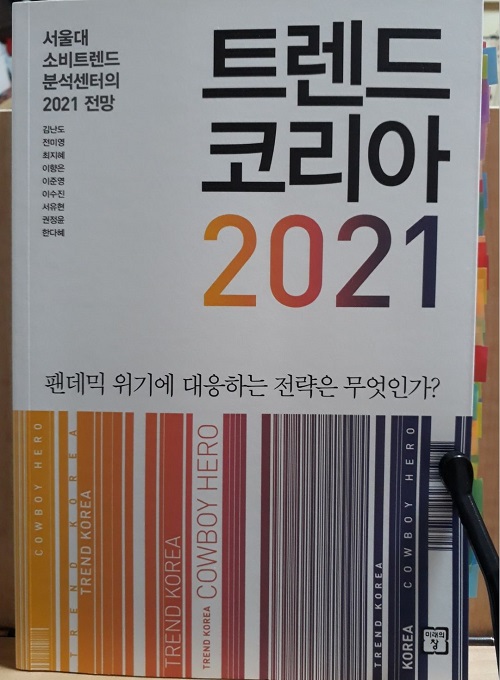 서울대
소비트렌드
분석센터의
2021 전망
김난도
전미영
최지혜
이향은
이준영
이수진
서유현
권정윤
한다혜
트렌드
코리아
2021
팬데믹 위기에 대응하는 전략은 무엇인가?
COWBOY HERO
TREND KOREA
TREND KOREA
TREND KOREA
COWBOY HERO
TREND KOREA
TREND KOREA
COWBOY HERO
KOREA
미래의
창